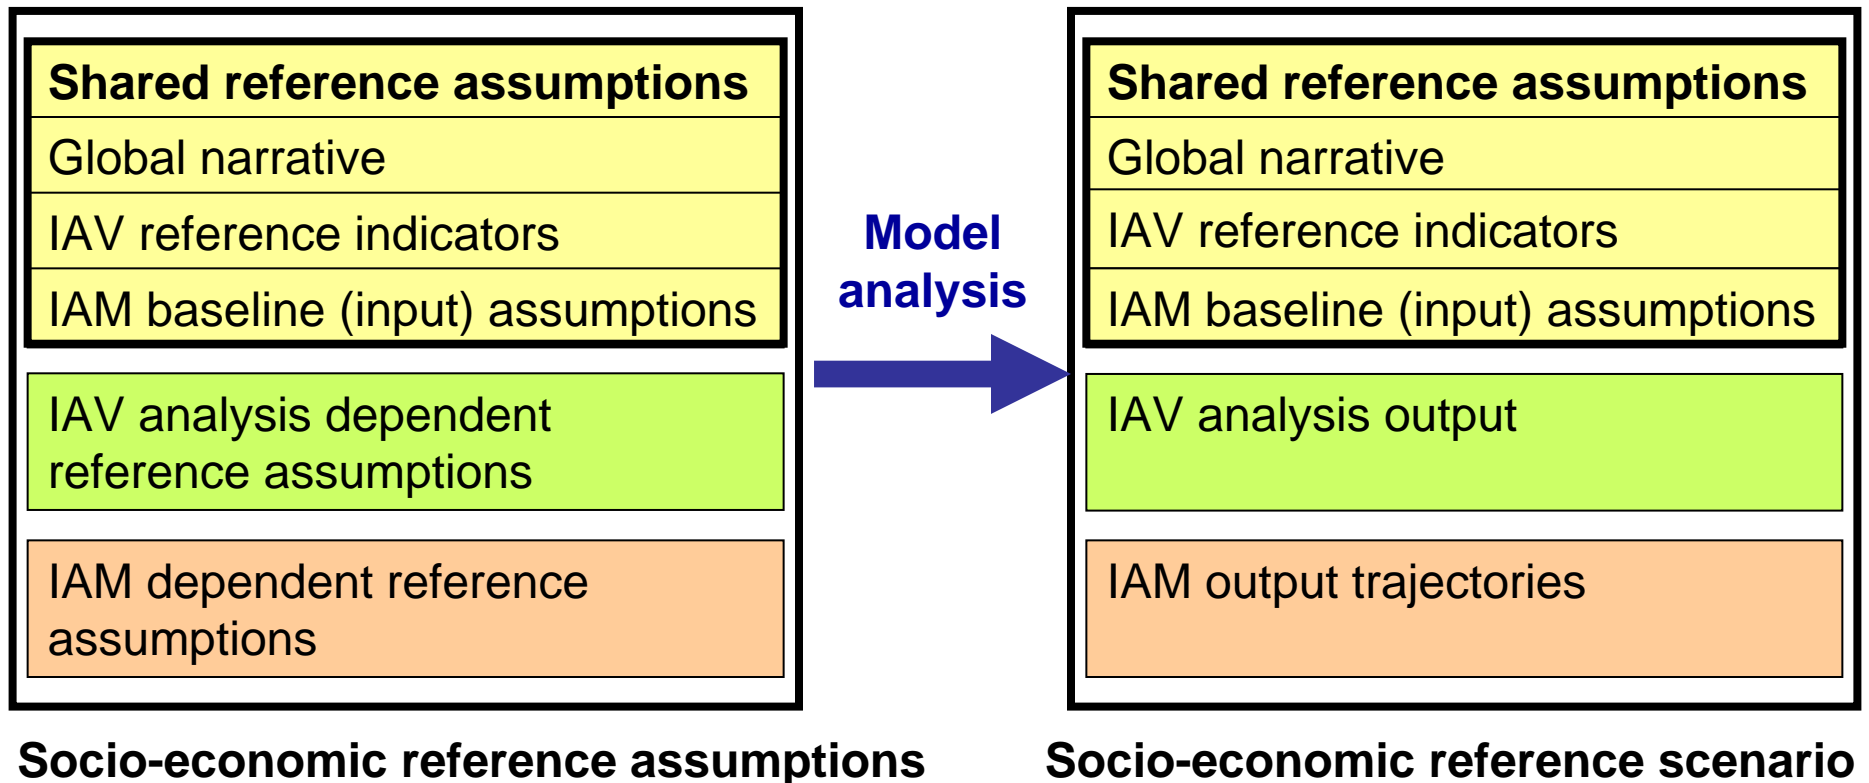 Shared reference assumptions
Global narrative
IAV reference indicators
IAM baseline (input) assumptions
IAV analysis dependent
reference assumptions
IAM dependent reference
assumptions
Socio-economic reference assumptions
Model
analysis
Shared reference assumptions
Global narrative
IAV reference indicators
IAM baseline (input) assumptions
IAV analysis output
IAM output trajectories
Socio-economic reference scenario